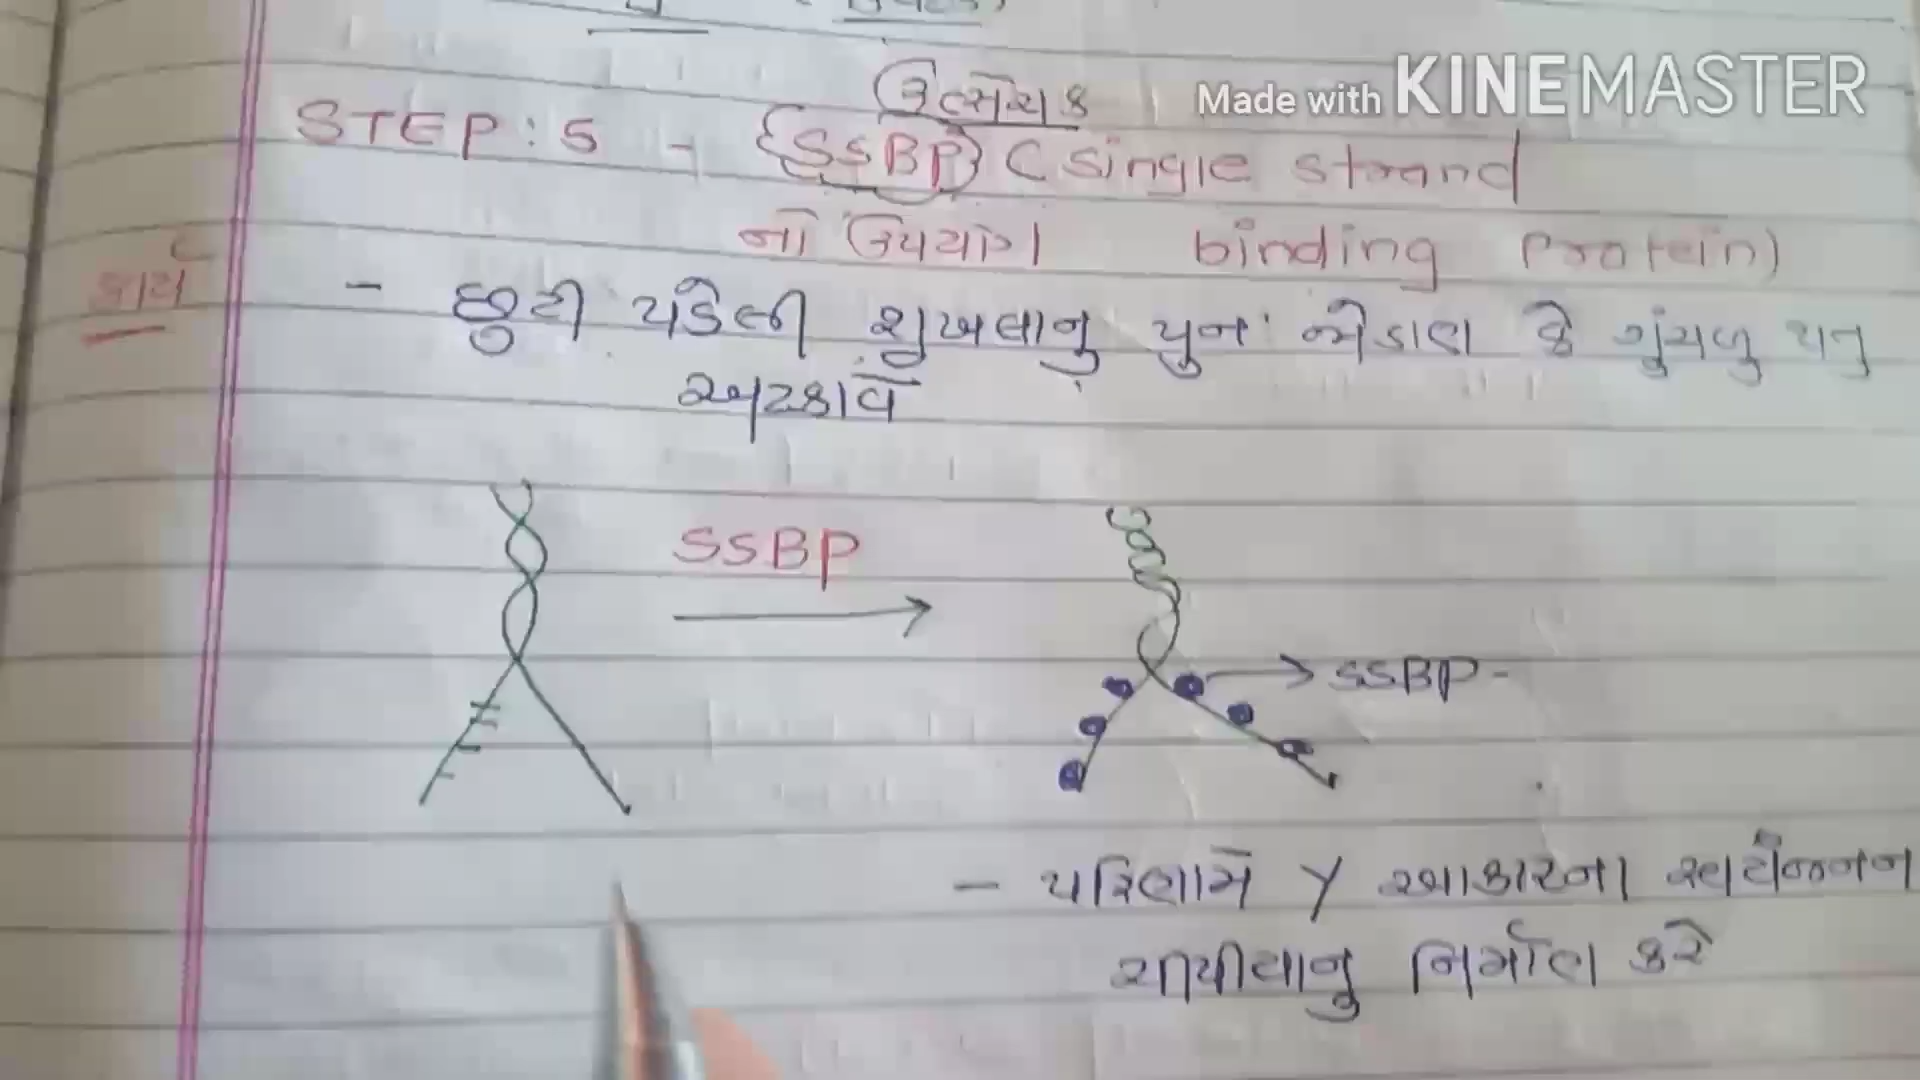 Made with KINEMASTER
ઉત્સેચક
STEP : 5 - {SSBP} (Single strand
નો ઉપયોગ binding Protein)
કાર્ય
- છુટી પડેલી શૃંખલાનુ પુનઃ જોડાણ કે ગુંચળુ થતુ
અટકાવે
SSBP
SSBP -
- પરિણામે Y આકારના સ્વયંજનન
ચીપીયાનુ નિર્માણ કરે